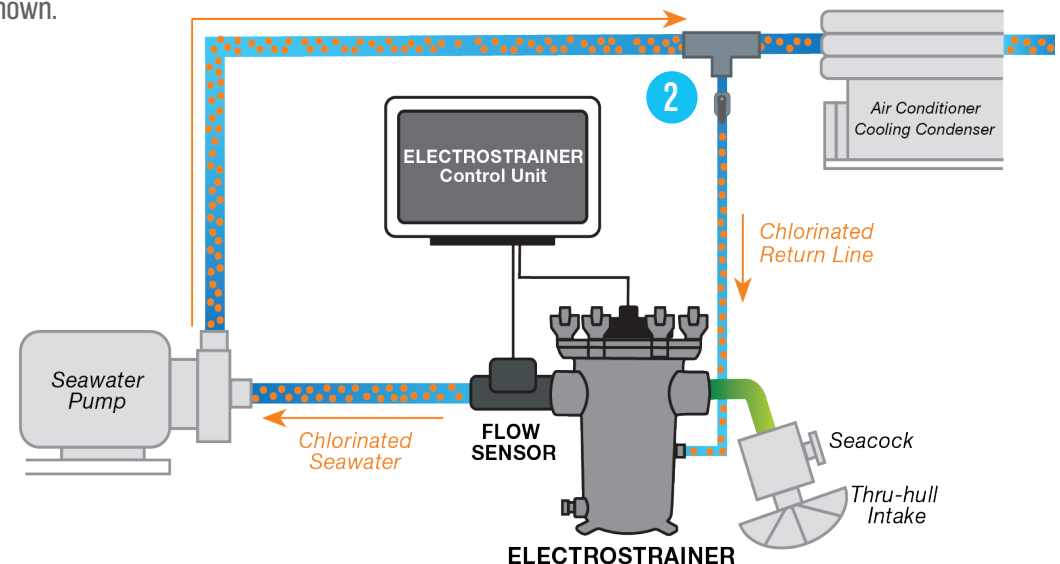 2
Air Conditioner
Cooling Condenser
ELECTROSTRAINER
Control Unit
Chlorinated
Return Line
Seawater
Pump
Chlorinated
Seawater
FLOW
SENSOR
Seacock
Thru-hull
Intake
ELECTROSTRAINER